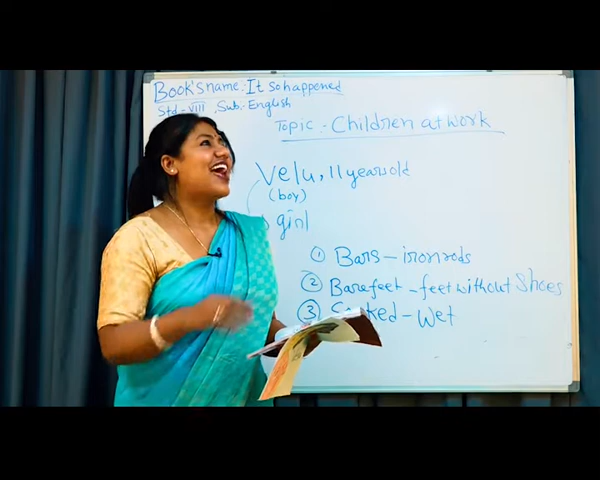 Book's name: It so happened
Std-VIII, Sub: English
Topic - Children at work
Velu, 11 years old
(boy)
girl
① Bars - iron rods
② Barefeet - feet without Shoes
③ - Wet